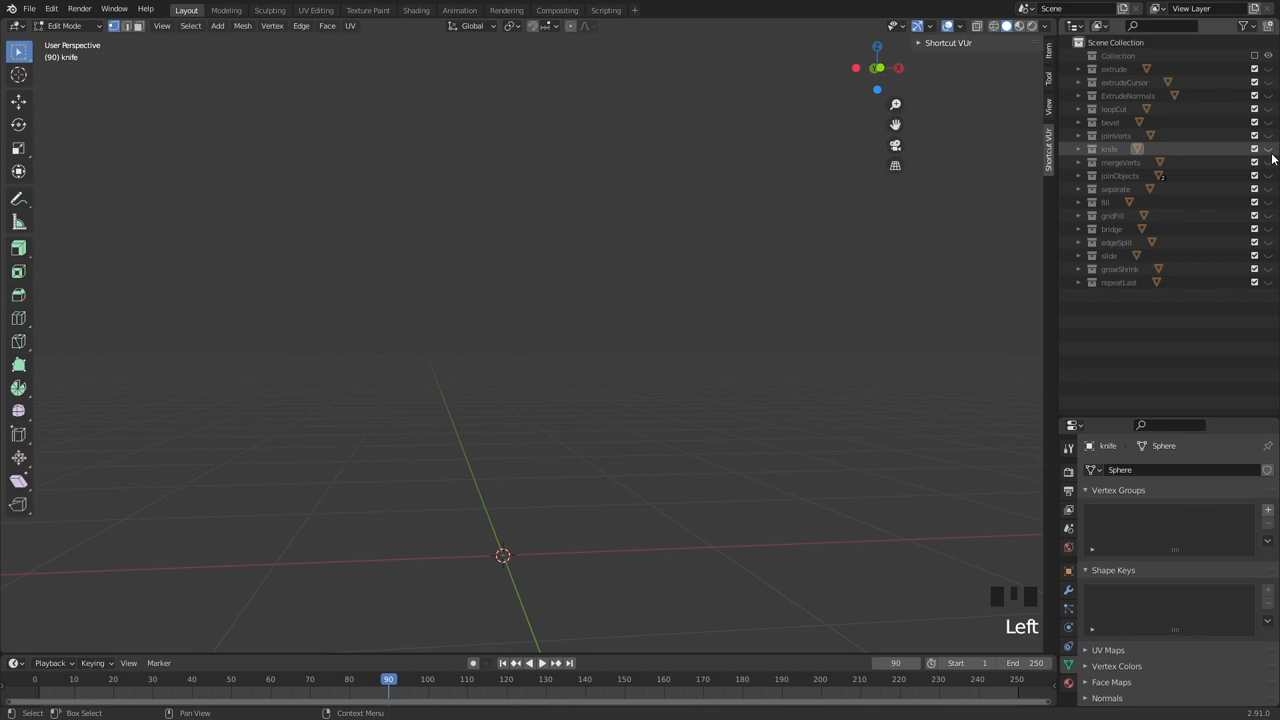 File Edit Render Window Help Layout Modeling Sculpting UV Editing Texture Paint Shading Animation Rendering Compositing Scripting + Scene View Layer
Edit Mode View Select Add Mesh Vertex Edge Face UV Global
User Perspective
(90) knife
Shortcut VUr
Z
Y
X
Item
Tool
View
Shortcut VUr
Scene Collection
Collection
extrude
extrudeCursor
ExtrudeNormals
loopCut
bevel
joinVerts
knife
mergeVerts
joinObjects 2
separate
fill
gridFill
bridge
edgeSplit
slide
growShrink
repeatLast
knife Sphere
Sphere
Vertex Groups
Shape Keys
UV Maps
Vertex Colors
Face Maps
Normals
Left
Playback Keying View Marker 90 Start 1 End 250
0 10 20 30 40 50 60 70 80 90 100 110 120 130 140 150 160 170 180 190 200 210 220 230 240 250
Select Box Select Pan View Context Menu 2.91.0